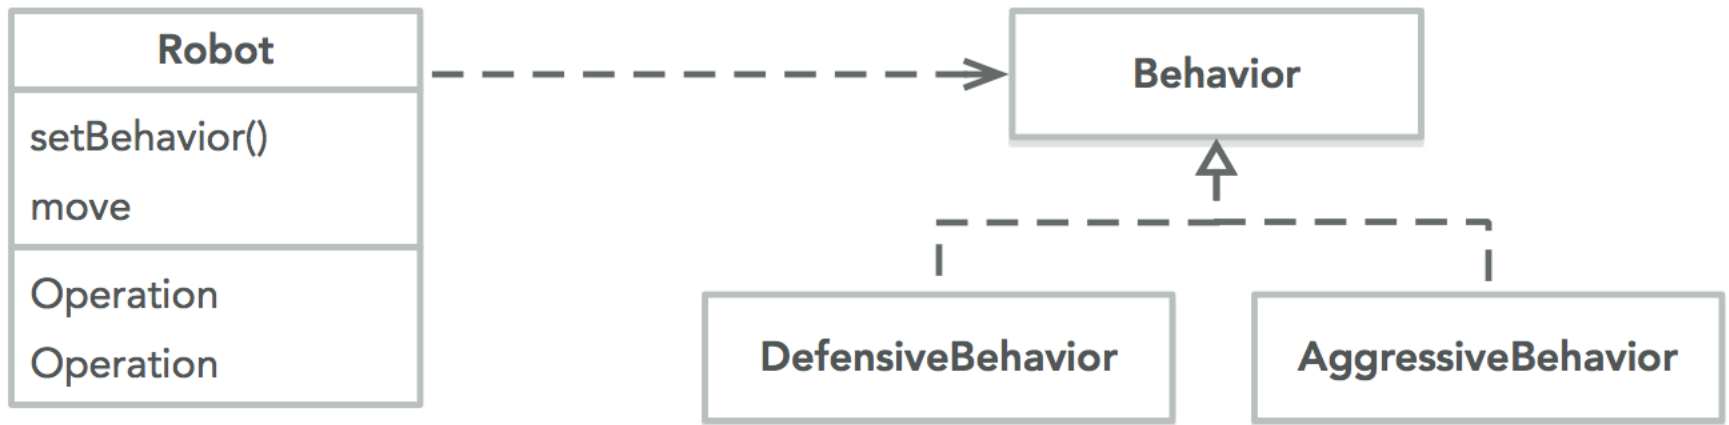 Robot
setBehavior()
move
Operation
Operation
Behavior
DefensiveBehavior
AggressiveBehavior